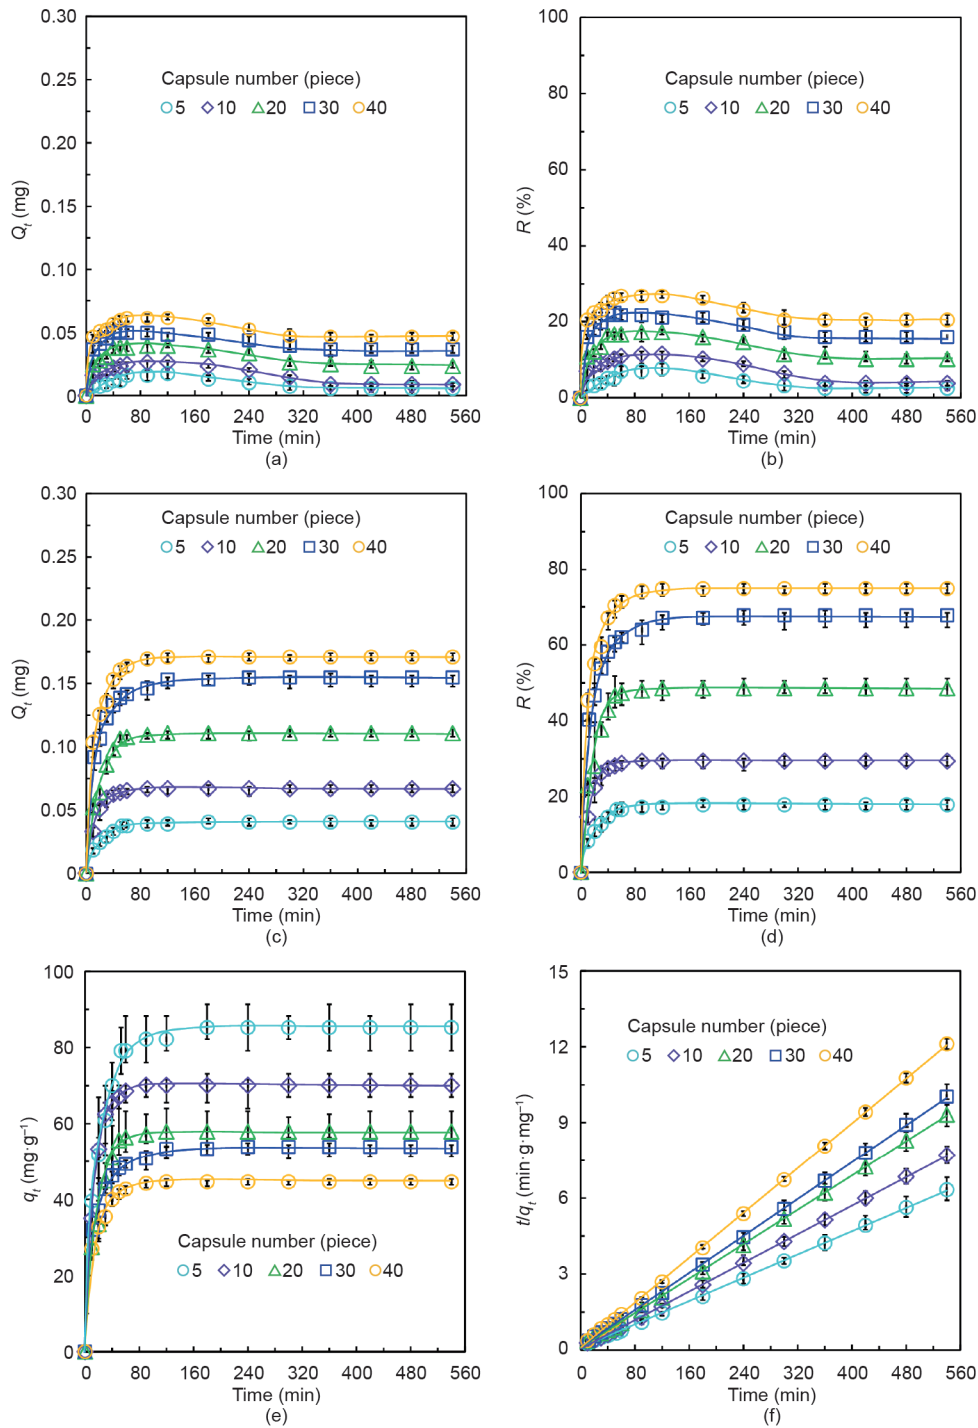 0.30
0.25
0.20
0.15
0.10
0.05
0
Q_t (mg)
Capsule number (piece)
5 10 20 30 40
0 80 160 240 320 400 480 560
Time (min)
(a)
100
80
60
40
20
0
R (%)
Capsule number (piece)
5 10 20 30 40
0 80 160 240 320 400 480 560
Time (min)
(b)
0.30
0.25
0.20
0.15
0.10
0.05
0
Q_t (mg)
Capsule number (piece)
5 10 20 30 40
0 80 160 240 320 400 480 560
Time (min)
(c)
100
80
60
40
20
0
R (%)
Capsule number (piece)
5 10 20 30 40
0 80 160 240 320 400 480 560
Time (min)
(d)
100
80
60
40
20
0
q_t (mg·g⁻¹)
Capsule number (piece)
5 10 20 30 40
0 80 160 240 320 400 480 560
Time (min)
(e)
15
12
9
6
3
0
t/q_t (min·g·mg⁻¹)
Capsule number (piece)
5 10 20 30 40
0 80 160 240 320 400 480 560
Time (min)
(f)